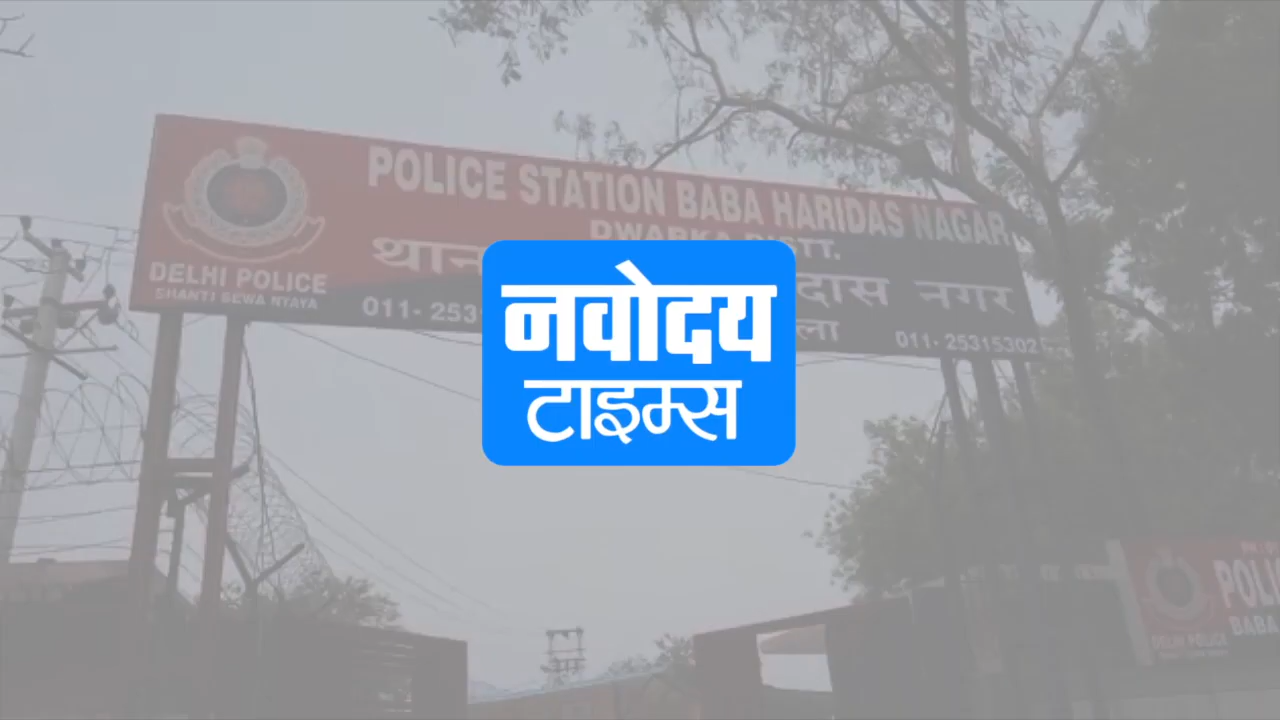 POLICE STATION BABA HARIDAS NAGAR
DWARKA DISTT.
थान दास नगर
011- 253 ला 011- 25315302
DELHI POLICE
SHANTI SEWA NYAYA
नवोदय
टाइम्स
POLI
DELHI POLICE
BABA